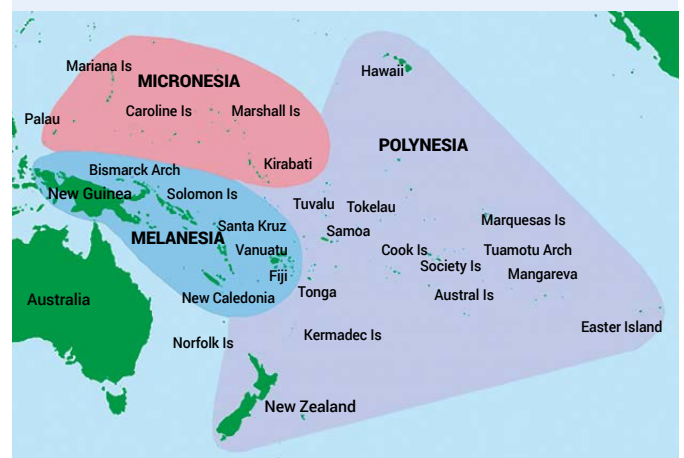 Mariana Is
MICRONESIA
Hawaii
Caroline Is
Marshall Is
Palau
POLYNESIA
Kirabati
Bismarck Arch
New Guinea
Solomon Is
Tuvalu
Tokelau
Marquesas Is
Santa Kruz
Samoa
MELANESIA
Vanuatu
Cook Is
Tuamotu Arch
Society Is
Mangareva
Fiji
Tonga
Austral Is
Australia
New Caledonia
Easter Island
Norfolk Is
Kermadec Is
New Zealand